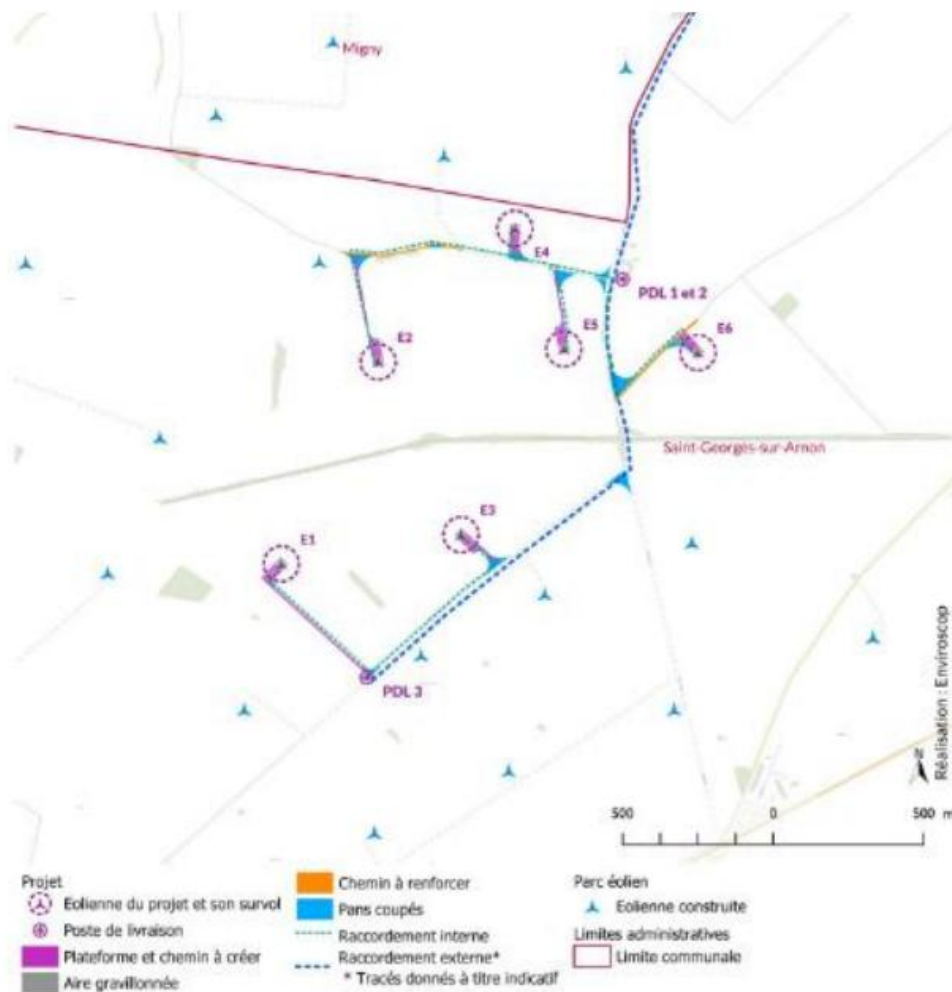 Migny
E4
PDL 1 et 2
E2
E5
E6
Saint-Georges-sur-Arnon
E3
E1
PDL 3
Réalisation : Enviroscop
N
500 0 500 m
Projet
Eolienne du projet et son survol
Poste de livraison
Plateforme et chemin à créer
Aire gravillonnée
Chemin à renforcer
Pans coupés
Raccordement interne
Raccordement externe*
* Tracés donnés à titre indicatif
Parc éolien
Eolienne construite
Limites administratives
Limite communale